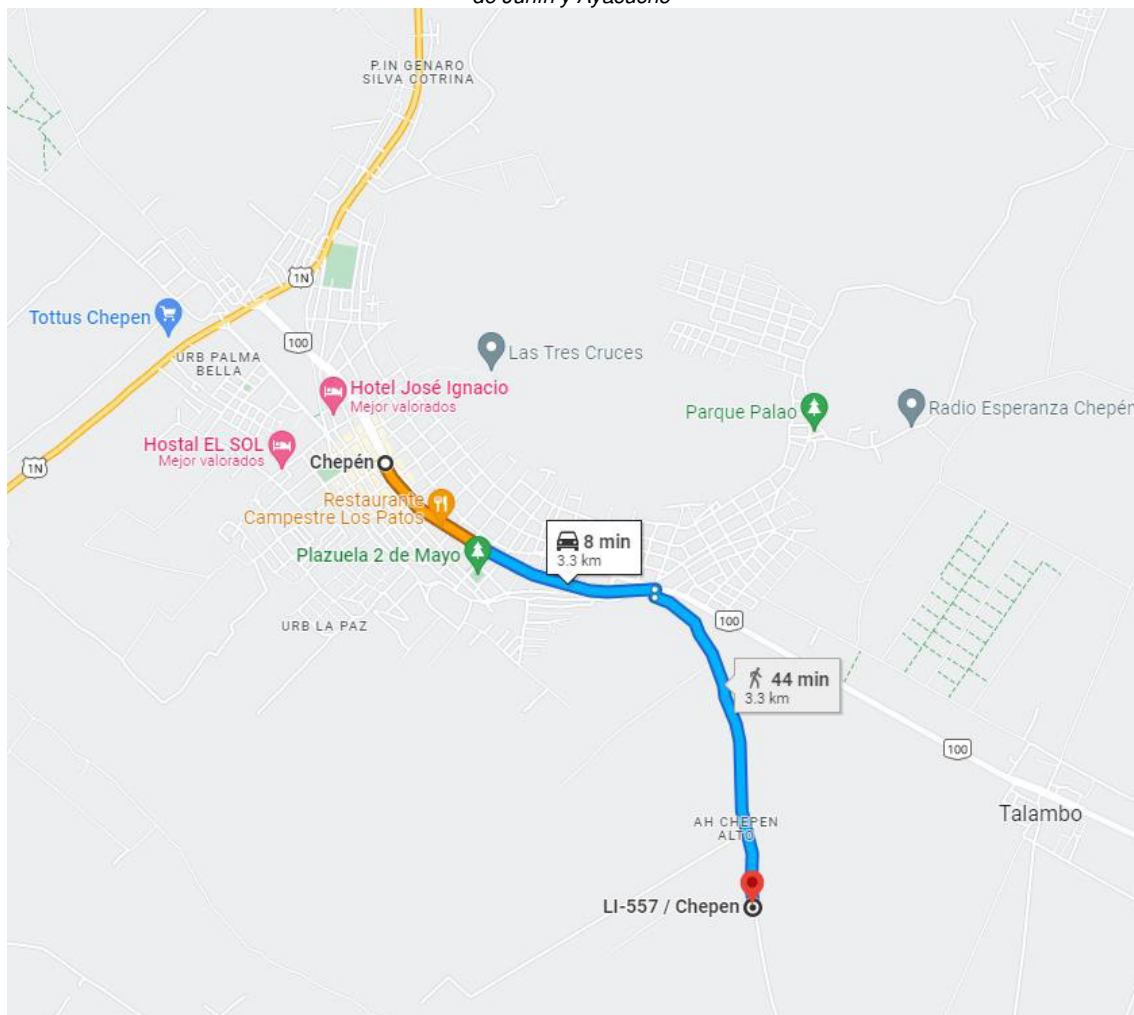 de Junín y Ayacucho
P.IN GENARO
SILVA COTRINA
1N
Tottus Chepen
100
URB PALMA
BELLA
Las Tres Cruces
Hotel José Ignacio
Mejor valorados
Parque Palao
Radio Esperanza Chepén
Hostal EL SOL
Mejor valorados
1N
Chepén
Restaurante
Campestre Los Patos
8 min
3.3 km
Plazuela 2 de Mayo
URB LA PAZ
100
44 min
3.3 km
100
Talambo
AH CHEPEN
ALTO
LI-557 / Chepen